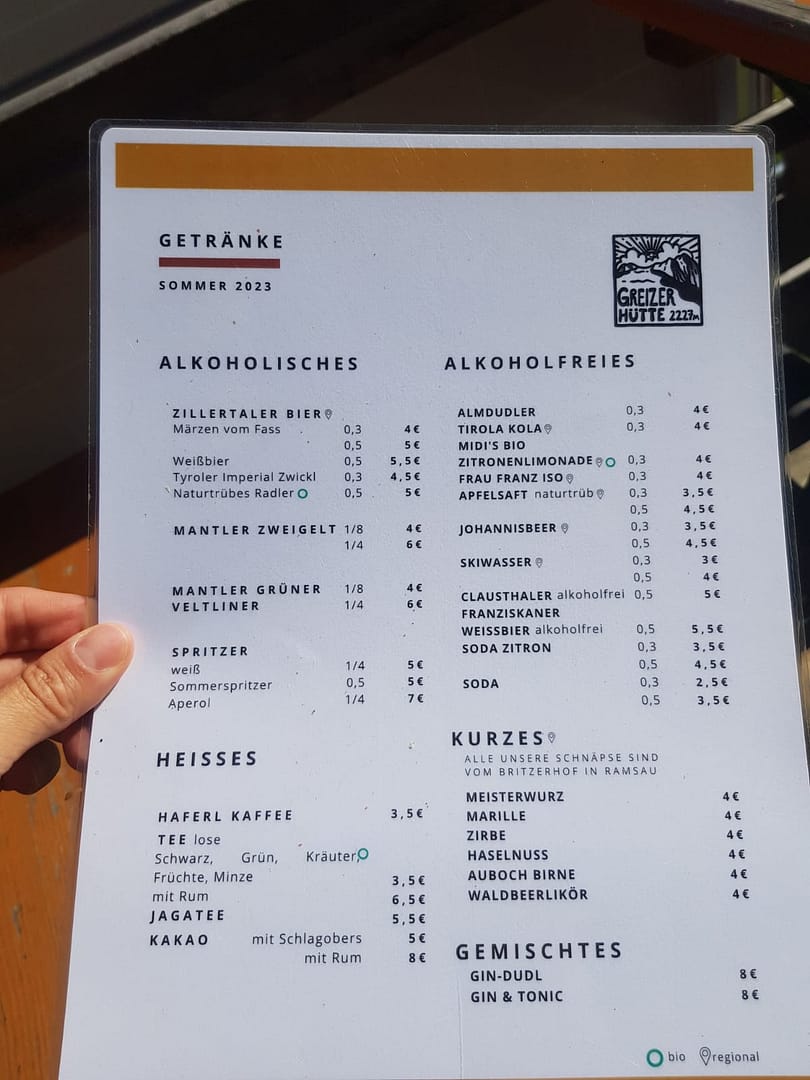 GETRÄNKE
SOMMER 2023
GREIZER
HÜTTE 2227m
ALKOHOLISCHES
ZILLERTALER BIER
Märzen vom Fass 0,3 4€
0,5 5€
Weißbier 0,5 5,5€
Tyroler Imperial Zwickl 0,3 4,5€
Naturtrübes Radler 0,5 5€
MANTLER ZWEIGELT 1/8 4€
1/4 6€
MANTLER GRÜNER 1/8 4€
VELTLINER 1/4 6€
SPRITZER
weiß 1/4 5€
Sommerspritzer 0,5 5€
Aperol 1/4 7€
HEISSES
HAFERL KAFFEE 3,5€
TEE lose
Schwarz, Grün, Kräuter,
Früchte, Minze 3,5€
mit Rum 6,5€
JAGATEE 5,5€
KAKAO mit Schlagobers 5€
mit Rum 8€
ALKOHOLFREIES
ALMDUDLER 0,3 4€
TIROLA KOLA 0,3 4€
MIDI'S BIO
ZITRONENLIMONADE 0,3 4€
FRAU FRANZ ISO 0,3 4€
APFELSAFT naturtrüb 0,3 3,5€
0,5 4,5€
JOHANNISBEER 0,3 3,5€
0,5 4,5€
SKIWASSER 0,3 3€
0,5 4€
CLAUSTHALER alkoholfrei 0,5 5€
FRANZISKANER
WEISSBIER alkoholfrei 0,5 5,5€
SODA ZITRON 0,3 3,5€
0,5 4,5€
SODA 0,3 2,5€
0,5 3,5€
KURZES
ALLE UNSERE SCHNÄPSE SIND
VOM BRITZERHOF IN RAMSAU
MEISTERWURZ 4€
MARILLE 4€
ZIRBE 4€
HASELNUSS 4€
AUBOCH BIRNE 4€
WALDBEERLIKÖR 4€
GEMISCHTES
GIN-DUDL 8€
GIN & TONIC 8€
bio regional